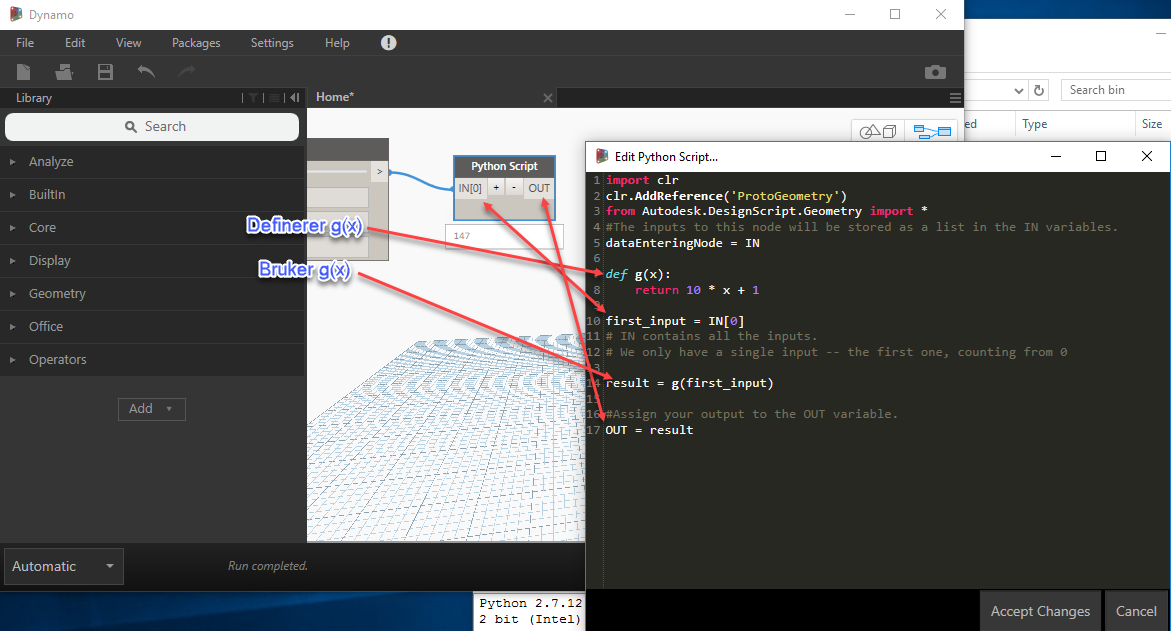 Dynamo
File Edit View Packages Settings Help !
Library
Home*
Search
Analyze
BuiltIn
Core
Display
Geometry
Office
Operators
Add
>
Python Script
IN[0] + - OUT
147
Definerer g(x)
Bruker g(x)
Automatic
Run completed.
Search bin
ed Type Size
Edit Python Script...
1 import clr
2 clr.AddReference('ProtoGeometry')
3 from Autodesk.DesignScript.Geometry import *
4 #The inputs to this node will be stored as a list in the IN variables.
5 dataEnteringNode = IN
6
7 def g(x):
8 return 10 * x + 1
9
10 first_input = IN[0]
11 # IN contains all the inputs.
12 # We only have a single input -- the first one, counting from 0
13
14 result = g(first_input)
15
16 #Assign your output to the OUT variable.
17 OUT = result
Accept Changes Cancel
Python 2.7.12
2 bit (Intel)